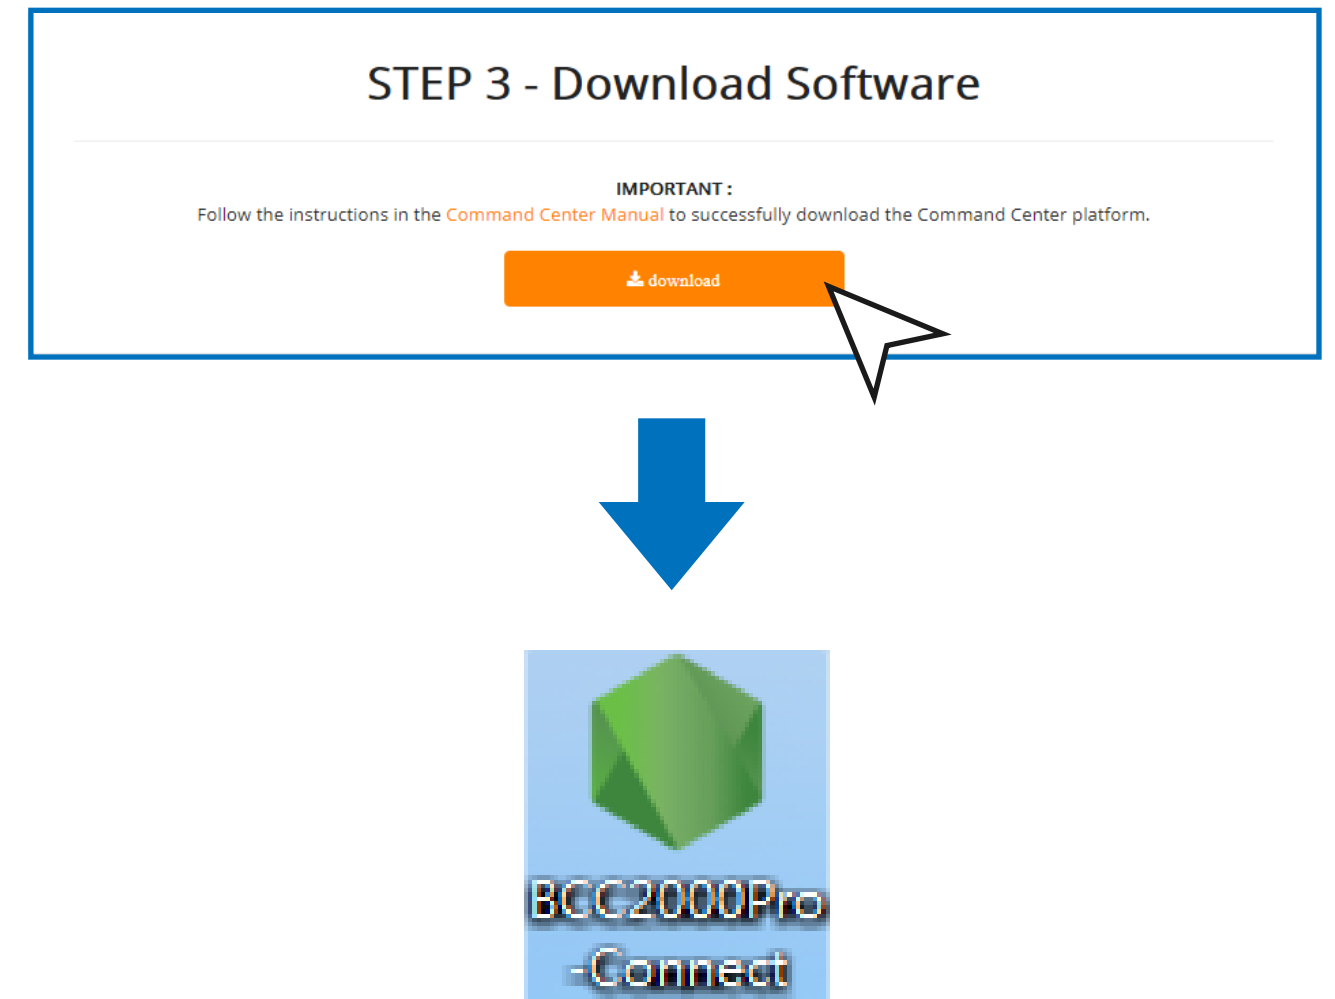 STEP 3 - Download Software
IMPORTANT :
Follow the instructions in the Command Center Manual to successfully download the Command Center platform.
download
BCC2000Pro
-Connect